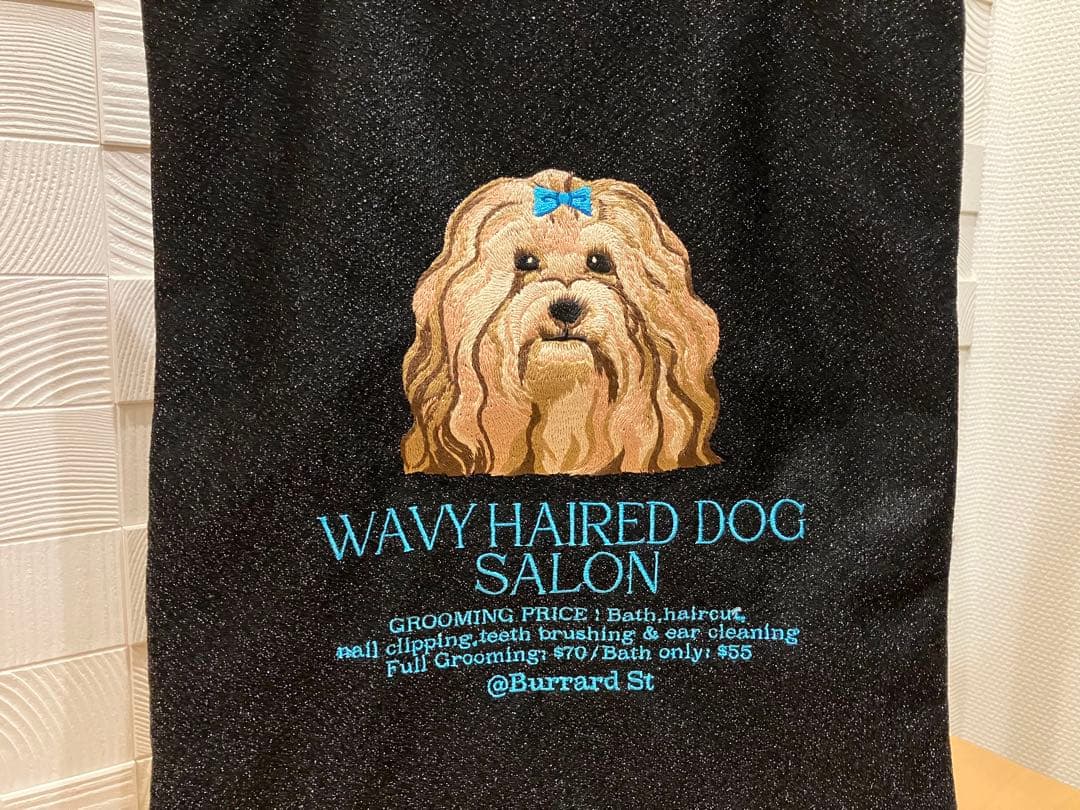 WAVY HAIRED DOG
SALON
GROOMING PRICE : Bath,haircut,
nail clipping,teeth brushing & ear cleaning
Full Grooming: $70/Bath only: $55
@Burrard St